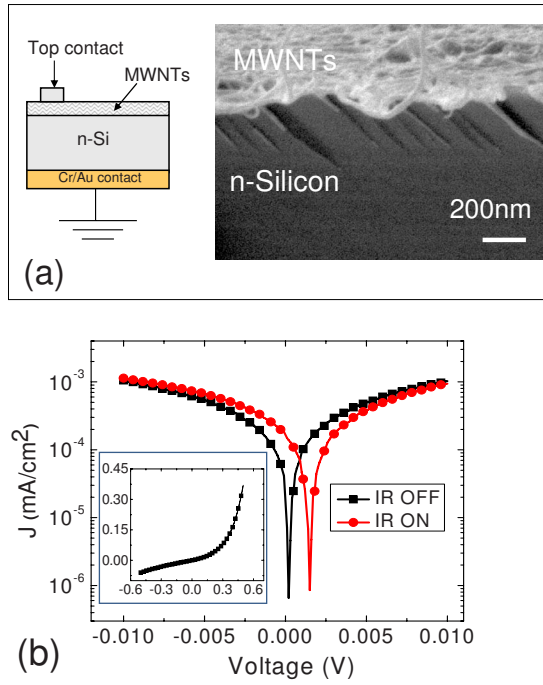 Top contact
MWNTs
n-Si
Cr/Au contact
(a)
MWNTs
n-Silicon
200nm
J (mA/cm²)
10⁻³
10⁻⁴
10⁻⁵
10⁻⁶
0.45
0.30
0.15
0.00
-0.6 -0.3 0.0 0.3 0.6
IR OFF
IR ON
-0.010 -0.005 0.000 0.005 0.010
Voltage (V)
(b)